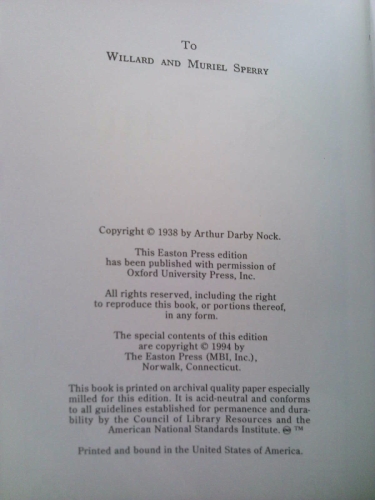 To
Willard and Muriel Sperry
Copyright © 1938 by Arthur Darby Nock.
This Easton Press edition
has been published with permission of
Oxford University Press, Inc.
All rights reserved, including the right
to reproduce this book, or portions thereof,
in any form.
The special contents of this edition
are copyright © 1994 by
The Easton Press (MBI, Inc.),
Norwalk, Connecticut.
This book is printed on archival quality paper especially
milled for this edition. It is acid-neutral and conforms
to all guidelines established for permanence and dura-
bility by the Council of Library Resources and the
American National Standards Institute. ♾ ™
Printed and bound in the United States of America.